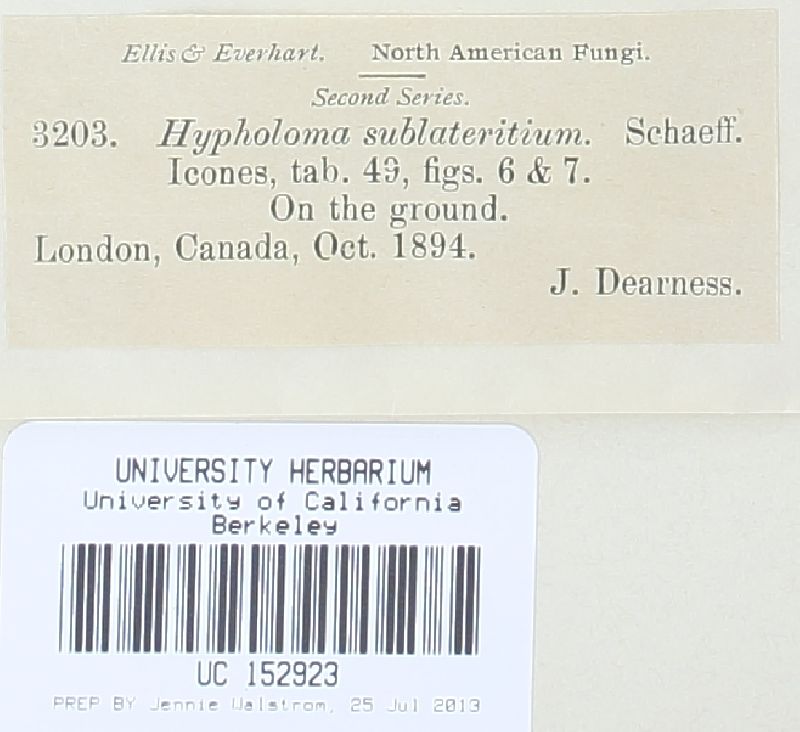 Ellis & Everhart. North American Fungi.
Second Series.
3203. Hypholoma sublateritium. Schaeff.
Icones, tab. 49, figs. 6 & 7.
On the ground.
London, Canada, Oct. 1894.
J. Dearness.
UNIVERSITY HERBARIUM
University of California
Berkeley
UC 152923
PREP BY Jennie Walstrom, 25 Jul 2013